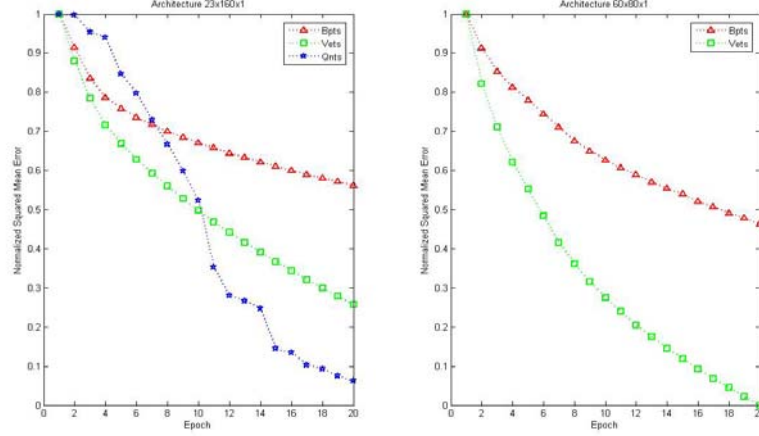 Architecture 23x160x1
Bpts
Vets
Qnts
1
0.9
0.8
0.7
0.6
0.5
0.4
0.3
0.2
0.1
0
Normalized Squared Mean Error
0 2 4 6 8 10 12 14 16 18 20
Epoch
Architecture 60x80x1
Bpts
Vets
1
0.9
0.8
0.7
0.6
0.5
0.4
0.3
0.2
0.1
0
Normalized Squared Mean Error
0 2 4 6 8 10 12 14 16 18 20
Epoch